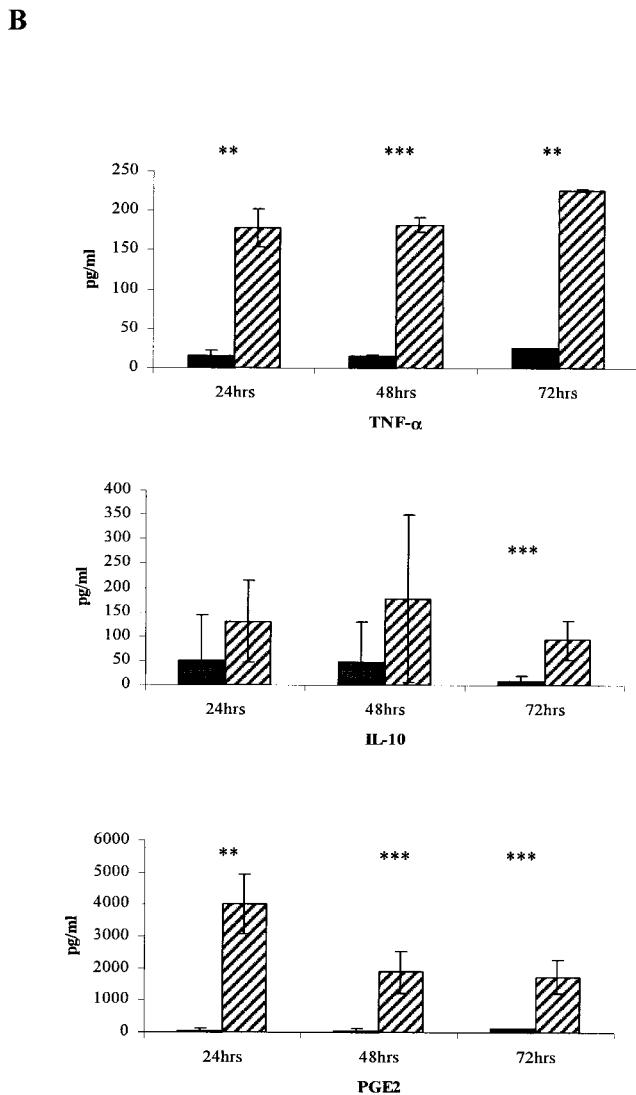 B
** *** **
250
200
150
100
50
0
pg/ml
24hrs 48hrs 72hrs
TNF-α
400
350
300
250
200
150
100
50
0
pg/ml
***
24hrs 48hrs 72hrs
IL-10
6000
5000
4000
3000
2000
1000
0
pg/ml
** *** ***
24hrs 48hrs 72hrs
PGE2